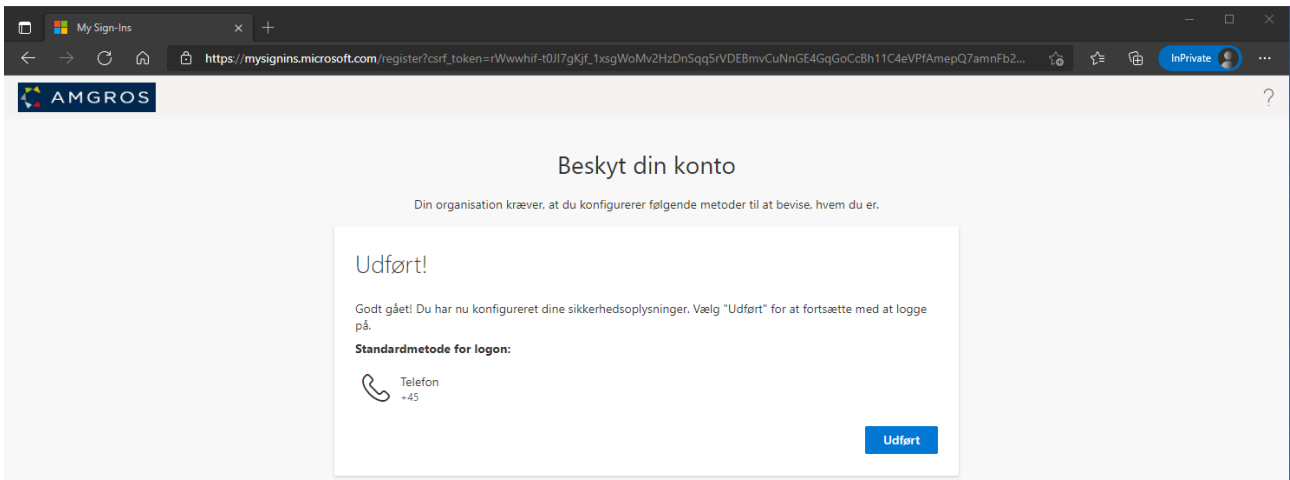 My Sign-Ins
https://mysignins.microsoft.com/register?csrf_token=rWwwhif-t0JI7gKjf_1xsgWoMv2HzDnSqq5rVDEBmvCuNnGE4GqGoCcBh11C4eVPfAmepQ7amnFb2...
InPrivate
AMGROS
?
Beskyt din konto
Din organisation kræver, at du konfigurerer følgende metoder til at bevise, hvem du er.
Udført!
Godt gået! Du har nu konfigureret dine sikkerhedsoplysninger. Vælg "Udført" for at fortsætte med at logge
på.
Standardmetode for logon:
Telefon
+45
Udført